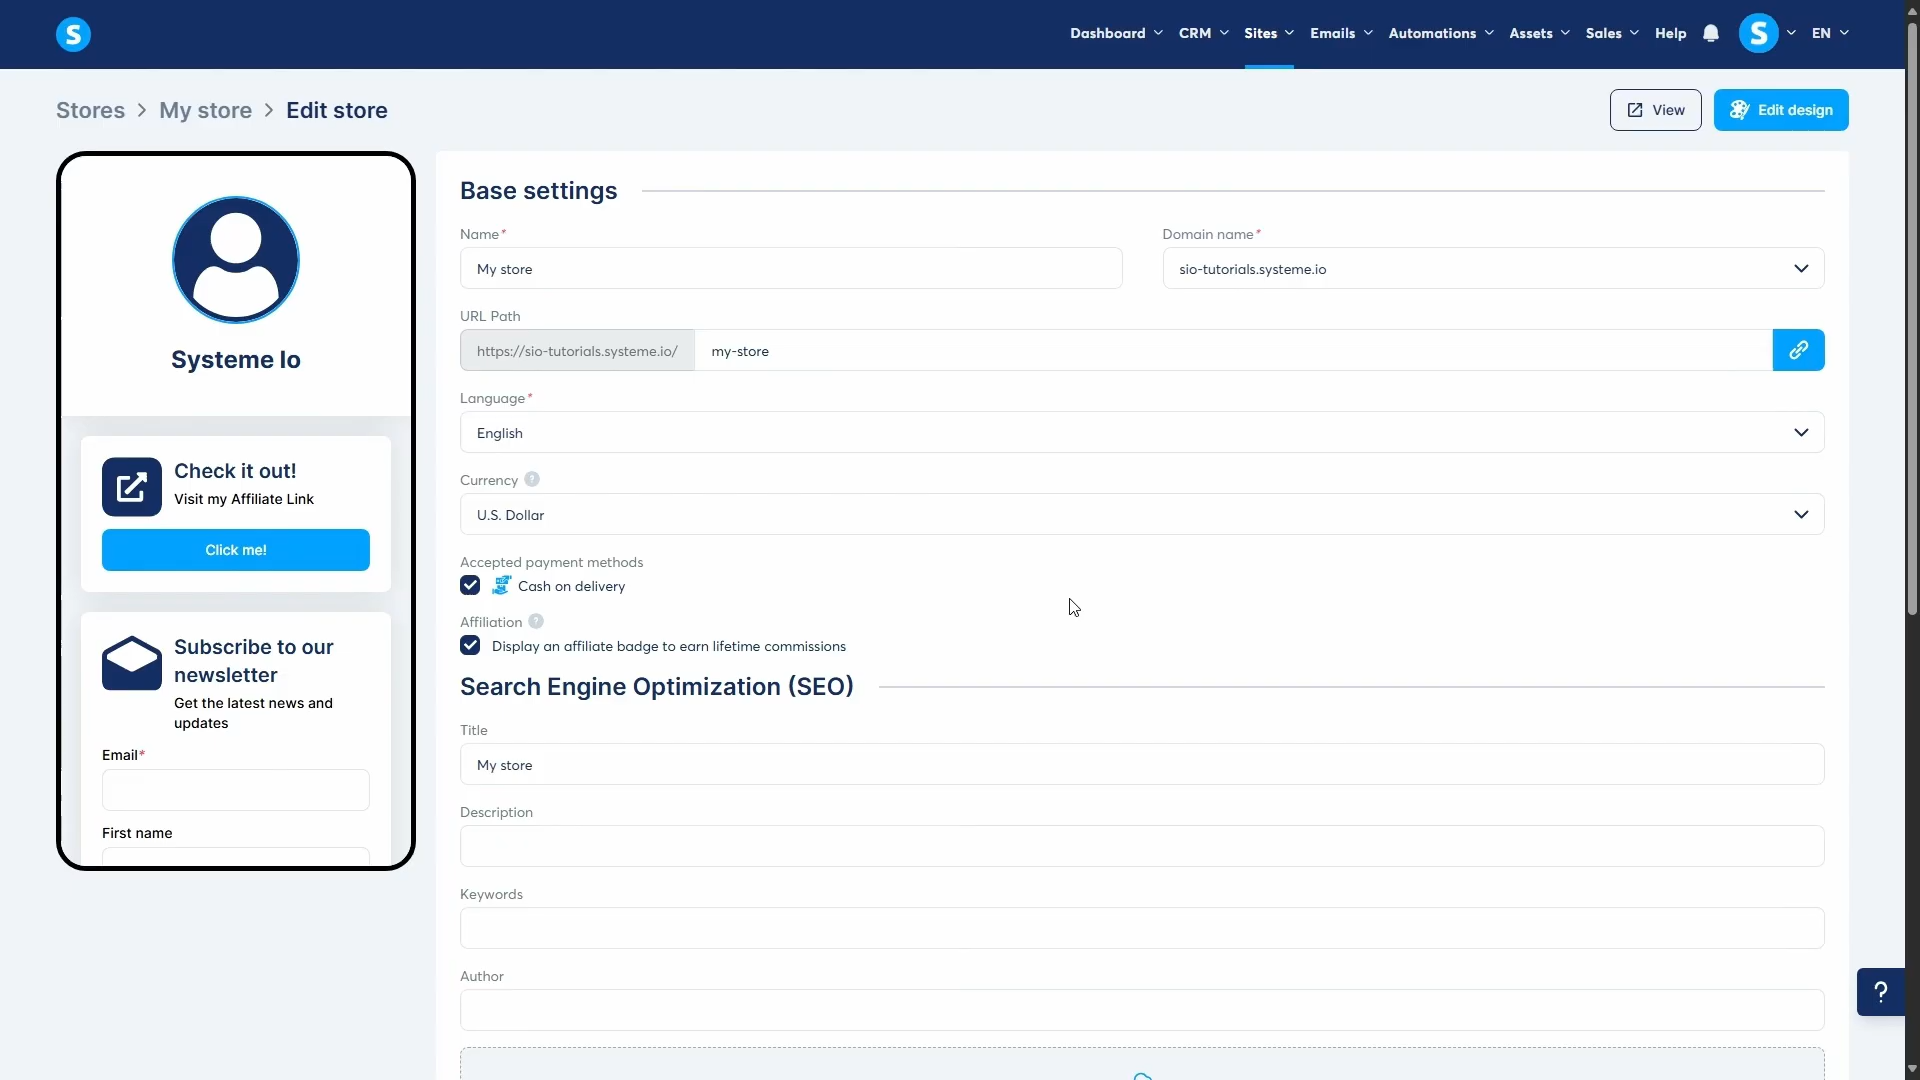 S
Dashboard
CRM
Sites
Emails
Automations
Assets
Sales
Help
S
EN
Stores > My store > Edit store
View
Edit design
Systeme Io
Check it out!
Visit my Affiliate Link
Click me!
Subscribe to our
newsletter
Get the latest news and
updates
Email*
First name
Base settings
Name*
My store
Domain name*
sio-tutorials.systeme.io
URL Path
https://sio-tutorials.systeme.io/
my-store
Language*
English
Currency ?
U.S. Dollar
Accepted payment methods
Cash on delivery
Affiliation ?
Display an affiliate badge to earn lifetime commissions
Search Engine Optimization (SEO)
Title
My store
Description
Keywords
Author
?